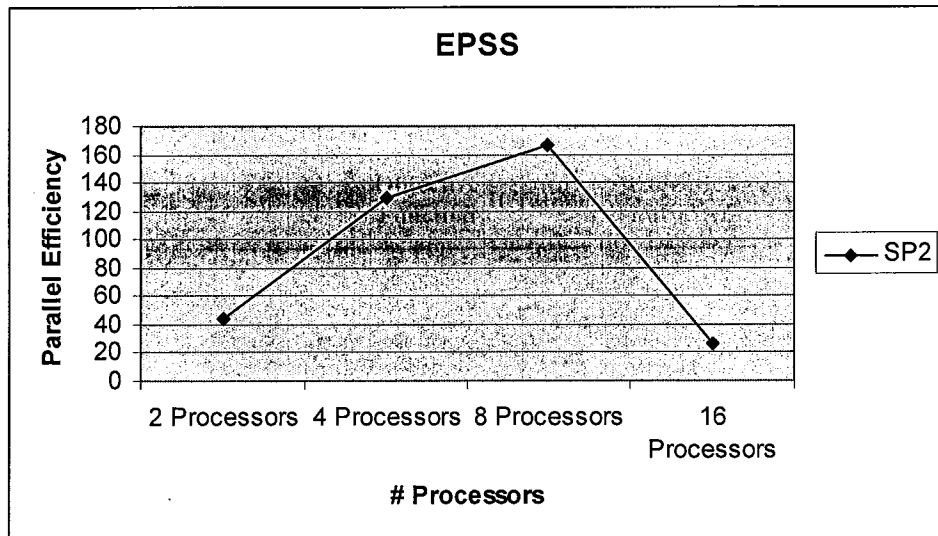 EPSS
Parallel Efficiency
180
160
140
120
100
80
60
40
20
0
2 Processors
4 Processors
8 Processors
16
Processors
# Processors
SP2